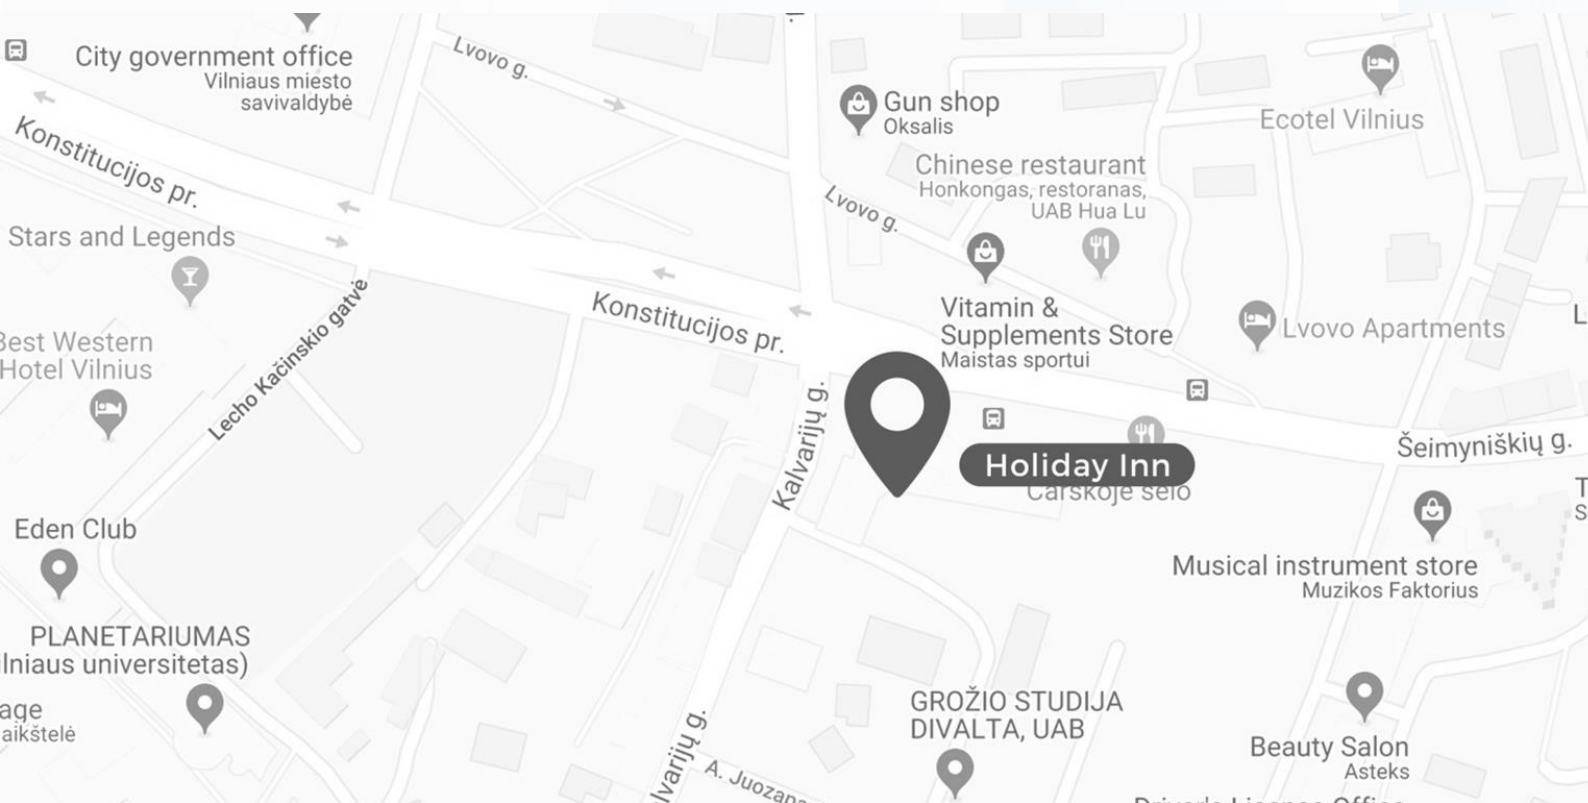 City government office
Vilniaus miesto
savivaldybė
Lvovo g.
Gun shop
Oksalis
Ecotel Vilnius
Konstitucijos pr.
Chinese restaurant
Honkongas, restoranas,
UAB Hua Lu
Lvovo g.
Stars and Legends
Lecho Kačinskio gatvė
Konstitucijos pr.
Vitamin &
Supplements Store
Maistas sportui
Lvovo Apartments
L
Best Western
Hotel Vilnius
Kalvarijų g.
Šeimyniškių g.
Holiday Inn
Carskoje selo
T
S
Eden Club
Musical instrument store
Muzikos Faktorius
PLANETARIUMAS
lniaus universitetas)
age
aikštelė
GROŽIO STUDIJA
DIVALTA, UAB
lvarijų g.
A. Juozapa
Beauty Salon
Asteks